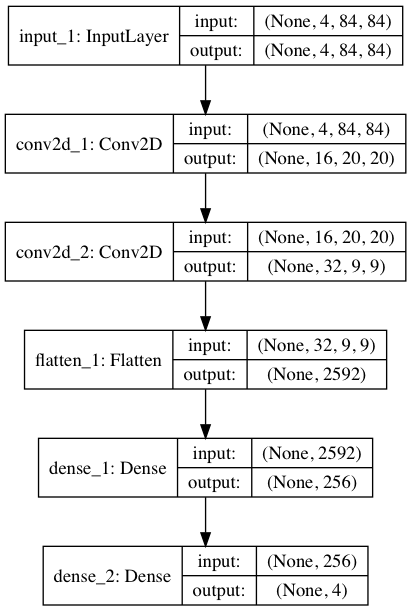 input_1: InputLayer
input: (None, 4, 84, 84)
output: (None, 4, 84, 84)
conv2d_1: Conv2D
input: (None, 4, 84, 84)
output: (None, 16, 20, 20)
conv2d_2: Conv2D
input: (None, 16, 20, 20)
output: (None, 32, 9, 9)
flatten_1: Flatten
input: (None, 32, 9, 9)
output: (None, 2592)
dense_1: Dense
input: (None, 2592)
output: (None, 256)
dense_2: Dense
input: (None, 256)
output: (None, 4)